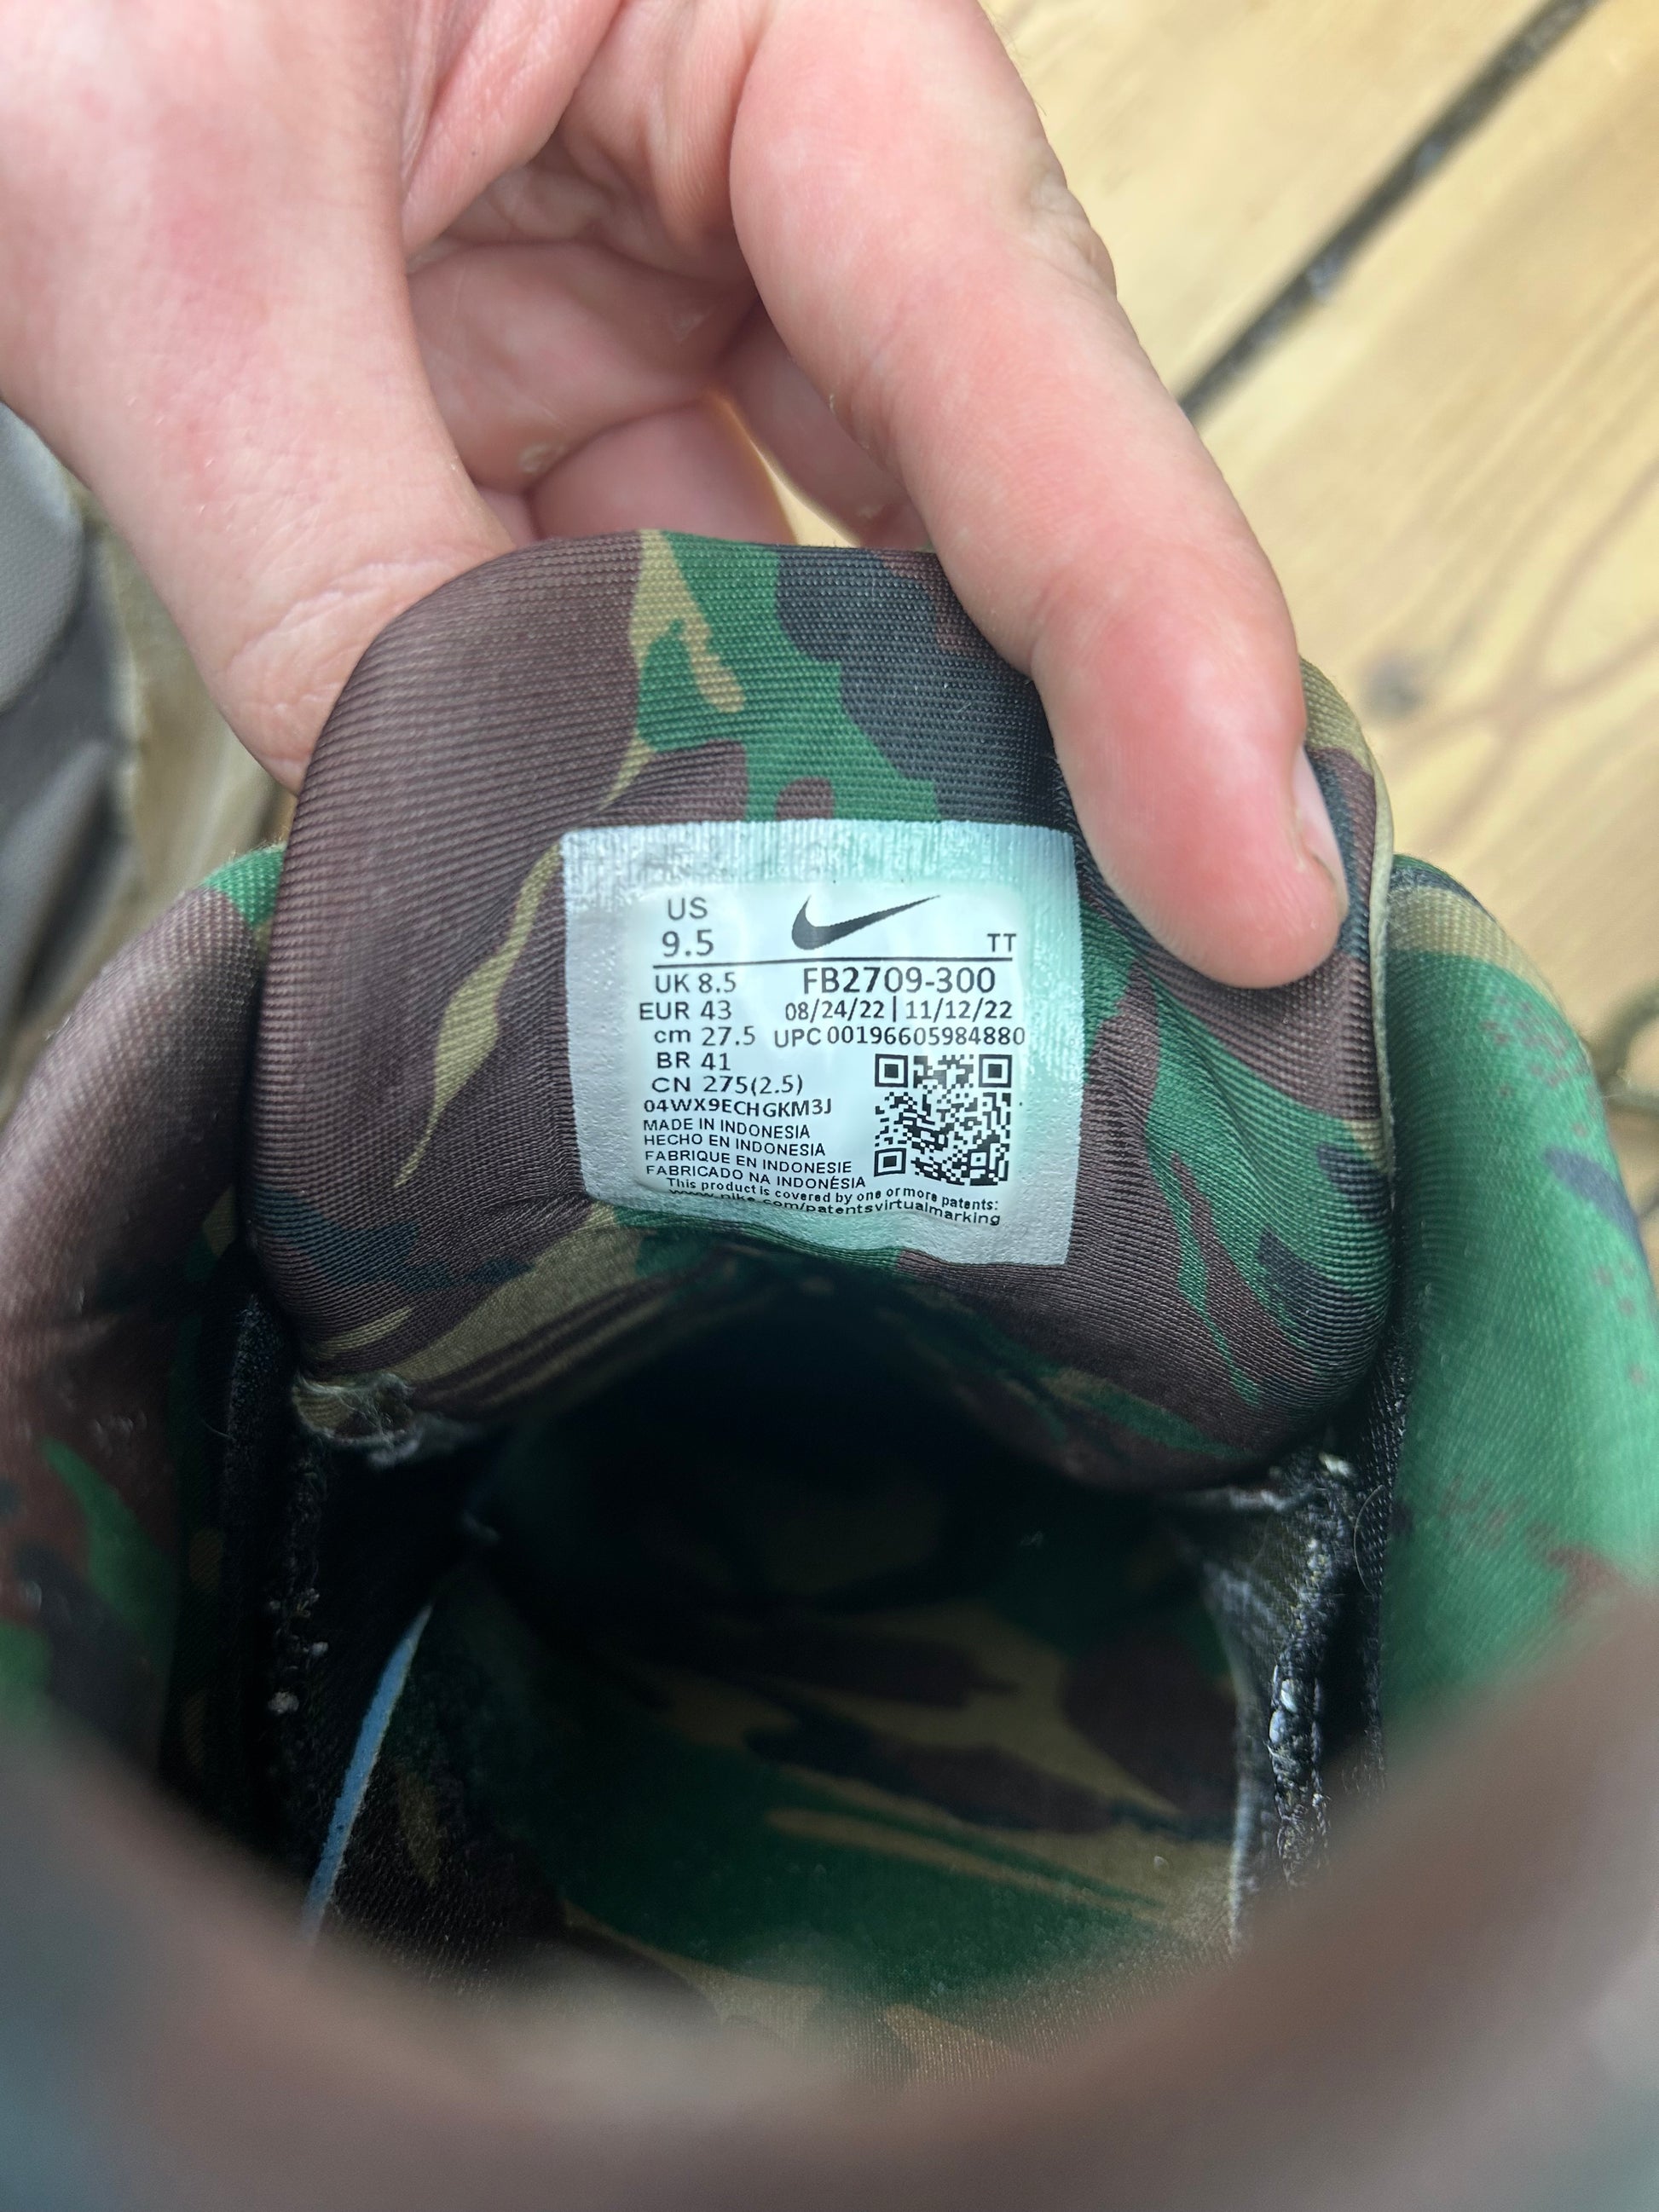 US
9.5 TT
UK 8.5 FB2709-300
EUR 43 08/24/22 | 11/12/22
cm 27.5 UPC 00196605984880
BR 41
CN 275(2.5)
04WX9ECHGKM3J
MADE IN INDONESIA
HECHO EN INDONESIA
FABRIQUE EN INDONESIE
FABRICADO NA INDONÉSIA
This product is covered by one or more patents:
www.nike.com/patentsvirtualmarking